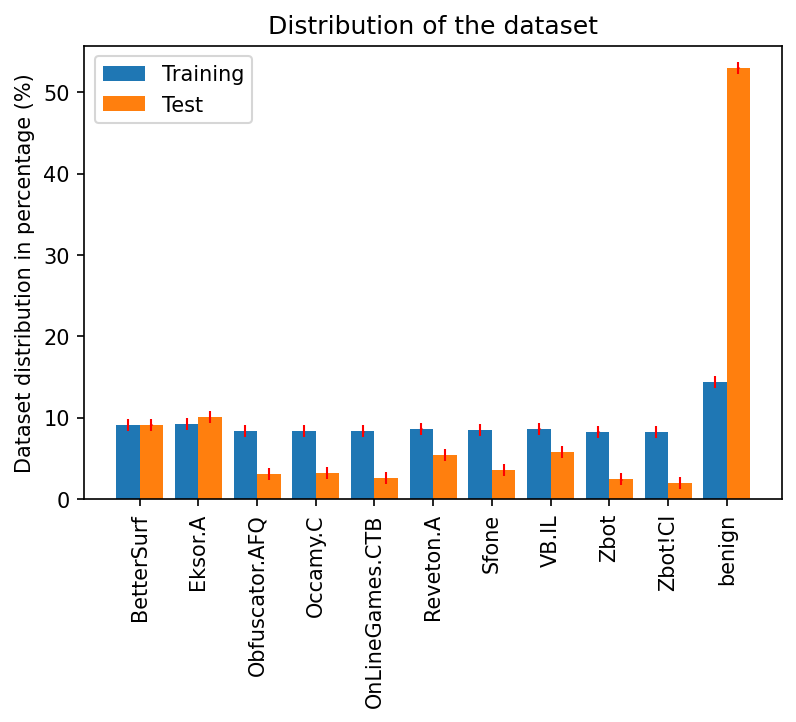 Distribution of the dataset
Training
Test
Dataset distribution in percentage (%)
50
40
30
20
10
0
BetterSurf
Eksor.A
Obfuscator.AFQ
Occamy.C
OnLineGames.CTB
Reveton.A
Sfone
VB.IL
Zbot
Zbot!CI
benign